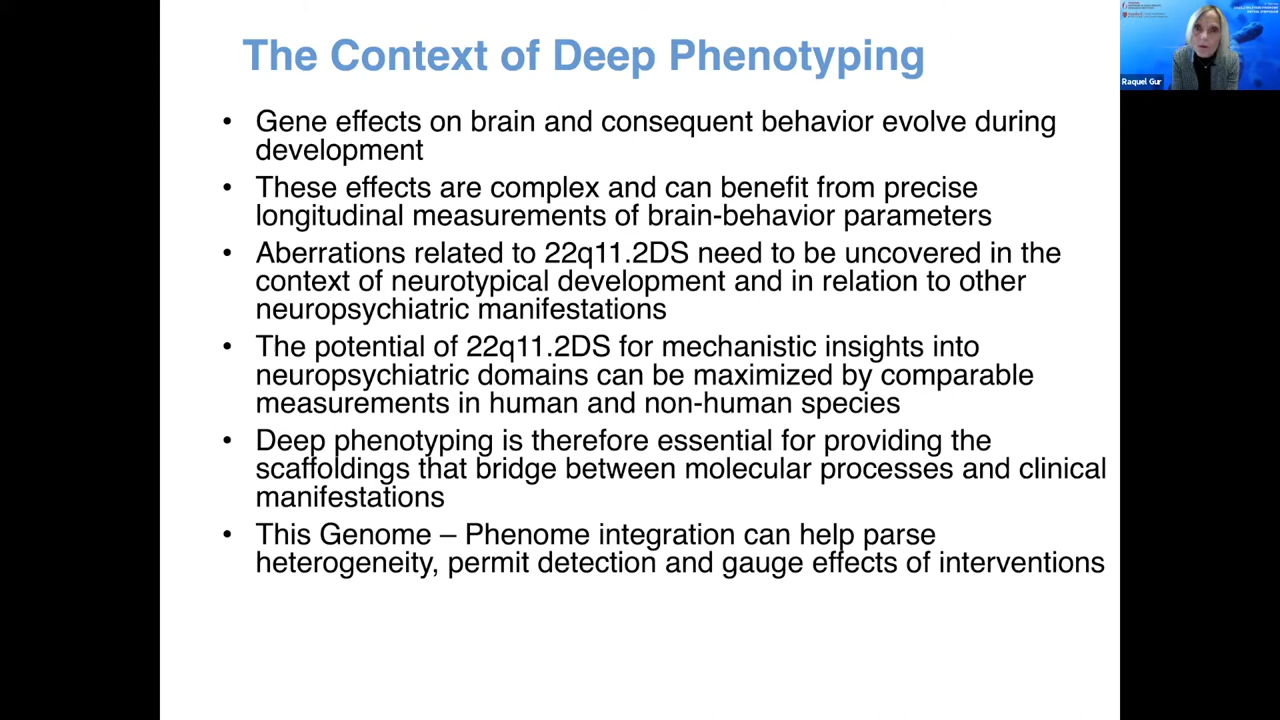 The Context of Deep Phenotyping
• Gene effects on brain and consequent behavior evolve during
development
• These effects are complex and can benefit from precise
longitudinal measurements of brain-behavior parameters
• Aberrations related to 22q11.2DS need to be uncovered in the
context of neurotypical development and in relation to other
neuropsychiatric manifestations
• The potential of 22q11.2DS for mechanistic insights into
neuropsychiatric domains can be maximized by comparable
measurements in human and non-human species
• Deep phenotyping is therefore essential for providing the
scaffoldings that bridge between molecular processes and clinical
manifestations
• This Genome – Phenome integration can help parse
heterogeneity, permit detection and gauge effects of interventions
Raquel Gur